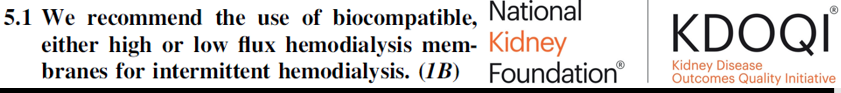 5.1 We recommend the use of biocompatible,
either high or low flux hemodialysis mem-
branes for intermittent hemodialysis. (1B)
National
Kidney
Foundation®
KDOQI®
Kidney Disease
Outcomes Quality Initiative